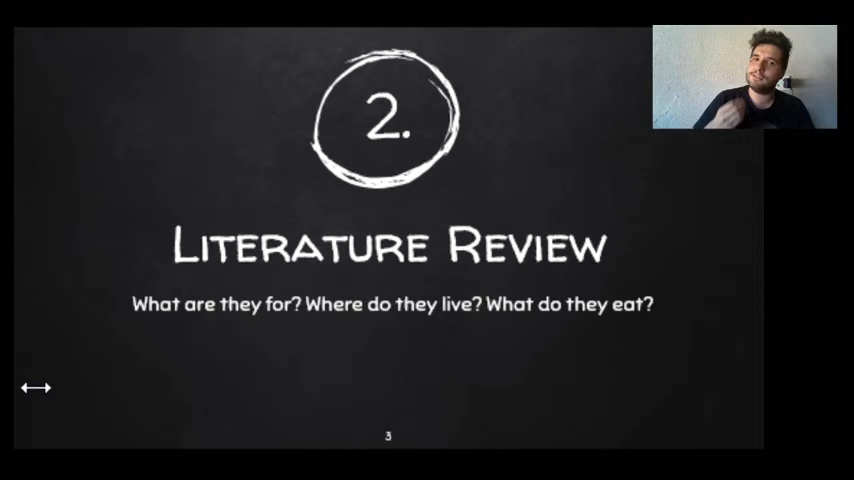 2.
Literature Review
What are they for? Where do they live? What do they eat?
3